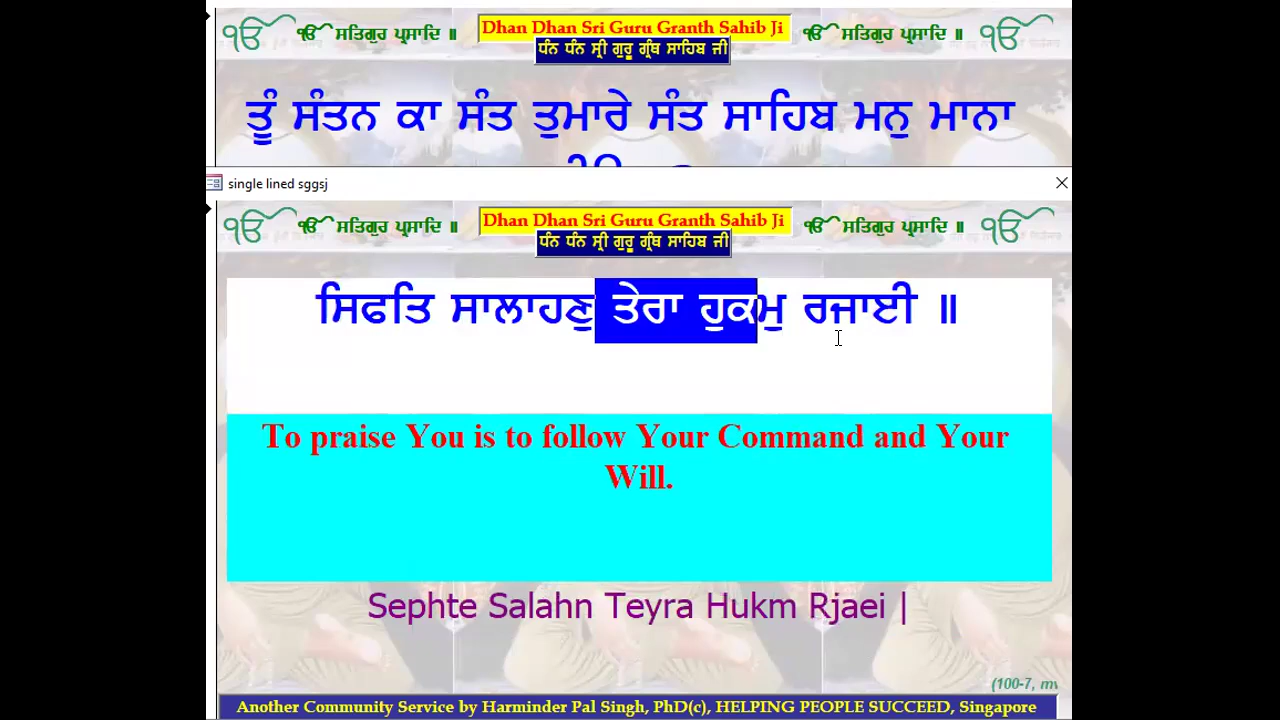 ੴ ੴ ਸਤਿਗੁਰ ਪ੍ਰਸਾਦਿ ॥ Dhan Dhan Sri Guru Granth Sahib Ji ੴ ਸਤਿਗੁਰ ਪ੍ਰਸਾਦਿ ॥ ੴ
ਧੰਨ ਧੰਨ ਸ੍ਰੀ ਗੁਰੂ ਗ੍ਰੰਥ ਸਾਹਿਬ ਜੀ
ਤੂੰ ਸੰਤਨ ਕਾ ਸੰਤ ਤੁਮਾਰੇ ਸੰਤ ਸਾਹਿਬ ਮਨੁ ਮਾਨਾ
single lined sggsj
ੴ ੴ ਸਤਿਗੁਰ ਪ੍ਰਸਾਦਿ ॥ Dhan Dhan Sri Guru Granth Sahib Ji ੴ ਸਤਿਗੁਰ ਪ੍ਰਸਾਦਿ ॥ ੴ
ਧੰਨ ਧੰਨ ਸ੍ਰੀ ਗੁਰੂ ਗ੍ਰੰਥ ਸਾਹਿਬ ਜੀ
ਸਿਫਤਿ ਸਾਲਾਹਣੁ ਤੇਰਾ ਹੁਕਮੁ ਰਜਾਈ ॥
To praise You is to follow Your Command and Your
Will.
Sephte Salahn Teyra Hukm Rjaei |
(100-7,
Another Community Service by Harminder Pal Singh, PhD(c), HELPING PEOPLE SUCCEED, Singapore